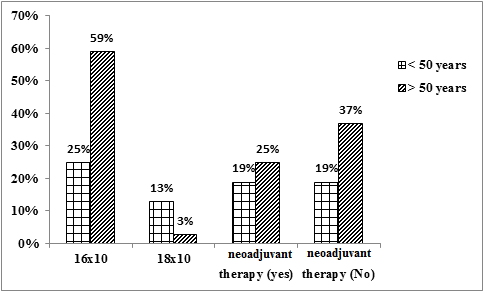 70%
60%
50%
40%
30%
20%
10%
0%
25%
59%
13%
3%
19%
25%
19%
37%
16x10
18x10
neoadjuvant
therapy (yes)
neoadjuvant
therapy (No)
< 50 years
> 50 years